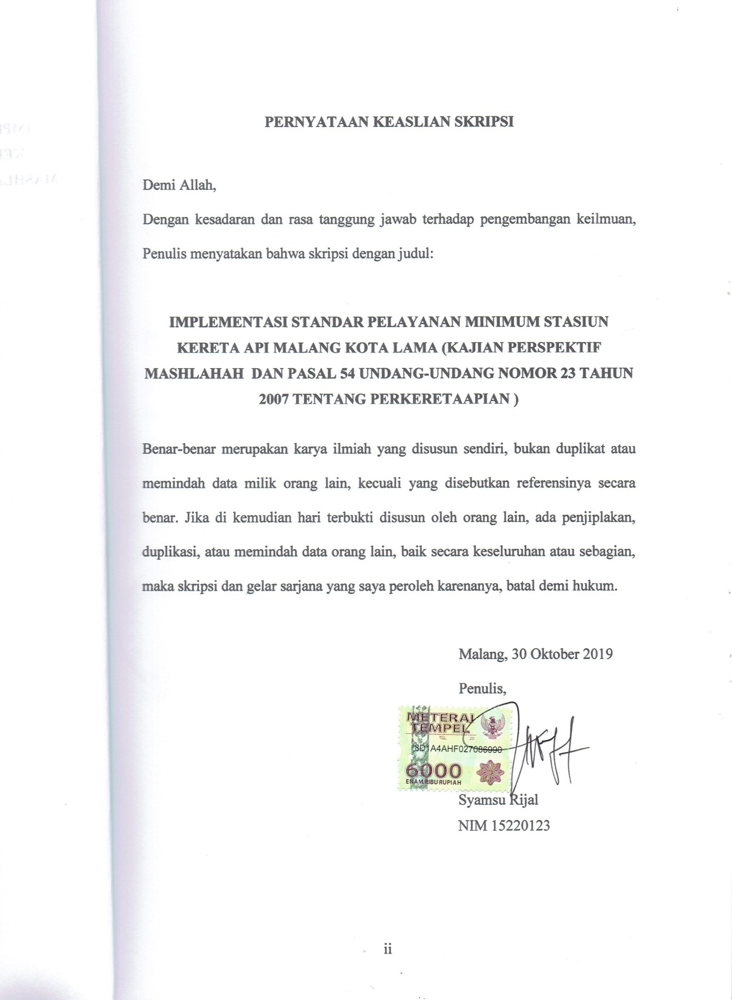 PERNYATAAN KEASLIAN SKRIPSI
Demi Allah,
Dengan kesadaran dan rasa tanggung jawab terhadap pengembangan keilmuan,
Penulis menyatakan bahwa skripsi dengan judul:
IMPLEMENTASI STANDAR PELAYANAN MINIMUM STASIUN
KERETA API MALANG KOTA LAMA (KAJIAN PERSPEKTIF
MASHLAHAH DAN PASAL 54 UNDANG-UNDANG NOMOR 23 TAHUN
2007 TENTANG PERKERETAAPIAN )
Benar-benar merupakan karya ilmiah yang disusun sendiri, bukan duplikat atau
memindah data milik orang lain, kecuali yang disebutkan referensinya secara
benar. Jika di kemudian hari terbukti disusun oleh orang lain, ada penjiplakan,
duplikasi, atau memindah data orang lain, baik secara keseluruhan atau sebagian,
maka skripsi dan gelar sarjana yang saya peroleh karenanya, batal demi hukum.
Malang, 30 Oktober 2019
Penulis,
METERAI
TEMPEL
TGL. 20
8D1A4AHF027086990
6000
ENAM RIBU RUPIAH
Syamsu Rijal
NIM 15220123
ii